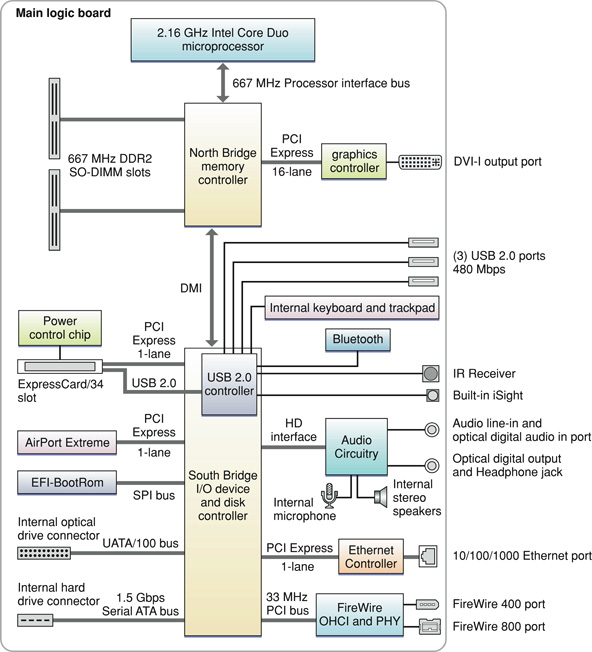 Main logic board
2.16 GHz Intel Core Duo
microprocessor
667 MHz Processor interface bus
667 MHz DDR2
SO-DIMM slots
North Bridge
memory
controller
PCI
Express
16-lane
graphics
controller
DVI-I output port
DMI
(3) USB 2.0 ports
480 Mbps
Internal keyboard and trackpad
Power
control chip
PCI
Express
1-lane
Bluetooth
ExpressCard/34
slot
USB 2.0
USB 2.0
controller
IR Receiver
Built-in iSight
AirPort Extreme
PCI
Express
1-lane
HD
interface
Audio
Circuitry
Audio line-in and
optical digital audio in port
Optical digital output
and Headphone jack
EFI-BootRom
SPI bus
South Bridge
I/O device
and disk
controller
Internal
microphone
Internal
stereo
speakers
Internal optical
drive connector
UATA/100 bus
PCI Express
1-lane
Ethernet
Controller
10/100/1000 Ethernet port
Internal hard
drive connector
1.5 Gbps
Serial ATA bus
33 MHz
PCI bus
FireWire
OHCI and PHY
FireWire 400 port
FireWire 800 port